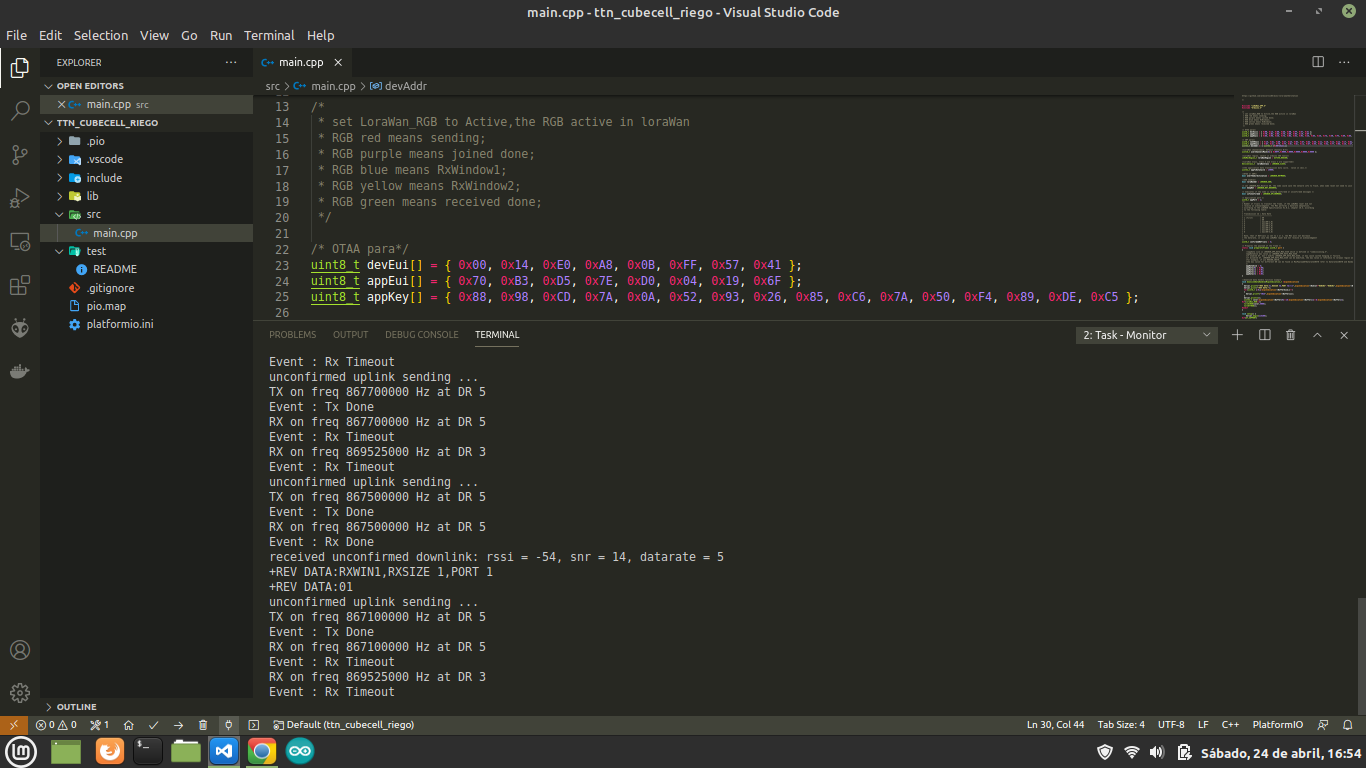 main.cpp - ttn_cubecell_riego - Visual Studio Code
File Edit Selection View Go Run Terminal Help
EXPLORER
OPEN EDITORS
main.cpp src
TTN_CUBECELL_RIEGO
.pio
.vscode
include
lib
src
main.cpp
test
README
.gitignore
pio.map
platformio.ini
OUTLINE
main.cpp
src > main.cpp > devAddr
13 /*
14 * set LoraWan_RGB to Active,the RGB active in loraWan
15 * RGB red means sending;
16 * RGB purple means joined done;
17 * RGB blue means RxWindow1;
18 * RGB yellow means RxWindow2;
19 * RGB green means received done;
20 */
21
22 /* OTAA para*/
23 uint8_t devEui[] = { 0x00, 0x14, 0xE0, 0xA8, 0x0B, 0xFF, 0x57, 0x41 };
24 uint8_t appEui[] = { 0x70, 0xB3, 0xD5, 0x7E, 0xD0, 0x04, 0x19, 0x6F };
25 uint8_t appKey[] = { 0x88, 0x98, 0xCD, 0x7A, 0x0A, 0x52, 0x93, 0x26, 0x85, 0xC6, 0x7A, 0x50, 0xF4, 0x89, 0xDE, 0xC5 };
26
PROBLEMS OUTPUT DEBUG CONSOLE TERMINAL 2: Task - Monitor
Event : Rx Timeout
unconfirmed uplink sending ...
TX on freq 867700000 Hz at DR 5
Event : Tx Done
RX on freq 867700000 Hz at DR 5
Event : Rx Timeout
RX on freq 869525000 Hz at DR 3
Event : Rx Timeout
unconfirmed uplink sending ...
TX on freq 867500000 Hz at DR 5
Event : Tx Done
RX on freq 867500000 Hz at DR 5
Event : Rx Done
received unconfirmed downlink: rssi = -54, snr = 14, datarate = 5
+REV DATA:RXWIN1,RXSIZE 1,PORT 1
+REV DATA:01
unconfirmed uplink sending ...
TX on freq 867100000 Hz at DR 5
Event : Tx Done
RX on freq 867100000 Hz at DR 5
Event : Rx Timeout
RX on freq 869525000 Hz at DR 3
Event : Rx Timeout
0 0 1 Default (ttn_cubecell_riego) Ln 30, Col 44 Tab Size: 4 UTF-8 LF C++ PlatformIO
Sábado, 24 de abril, 16:54